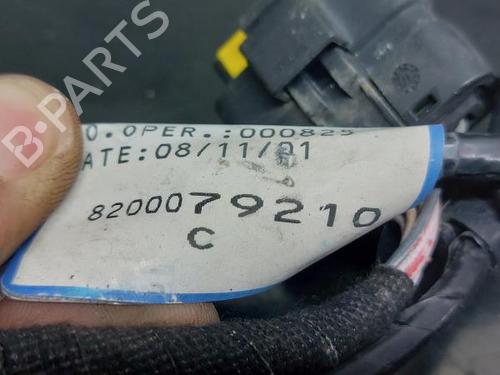 O.OPER.:000825
ATE:08/11/01
8200079210
C
B-PARTS